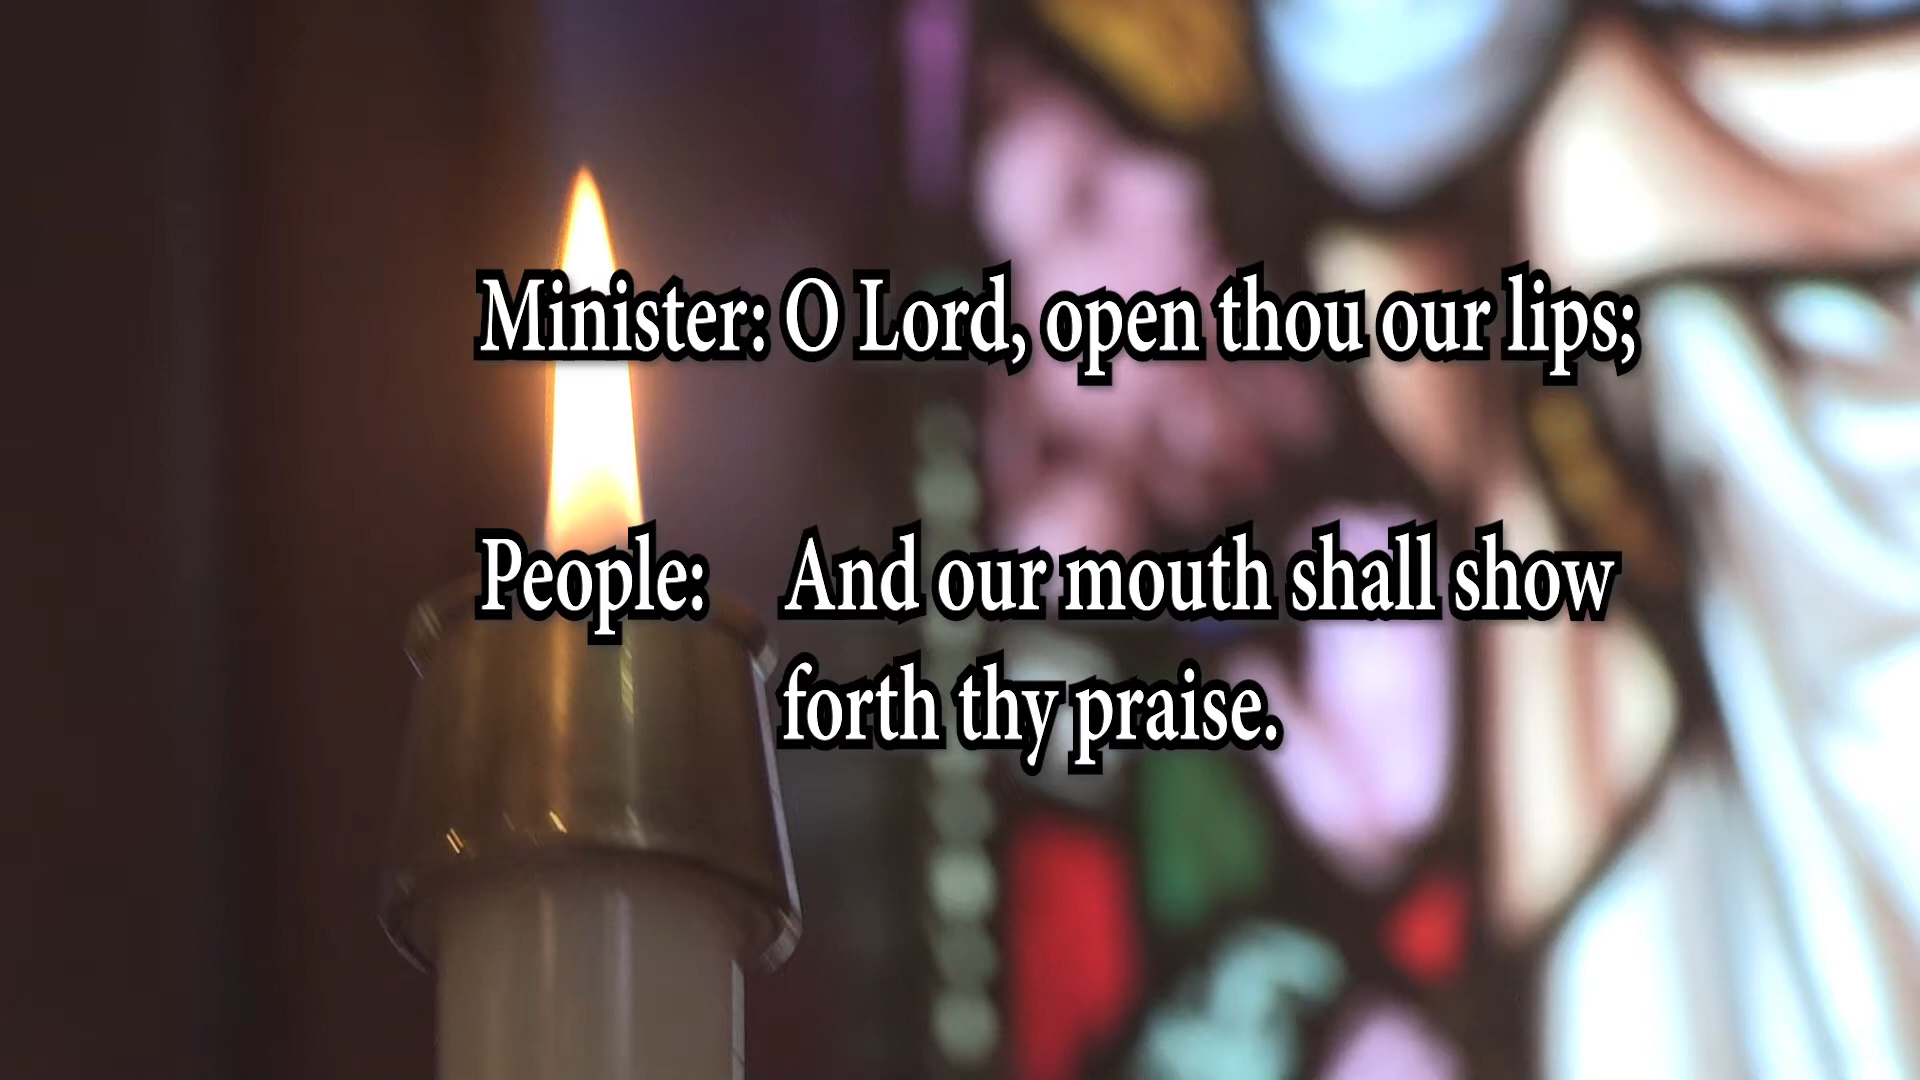 Minister: O Lord, open thou our lips;
People: And our mouth shall show
forth thy praise.